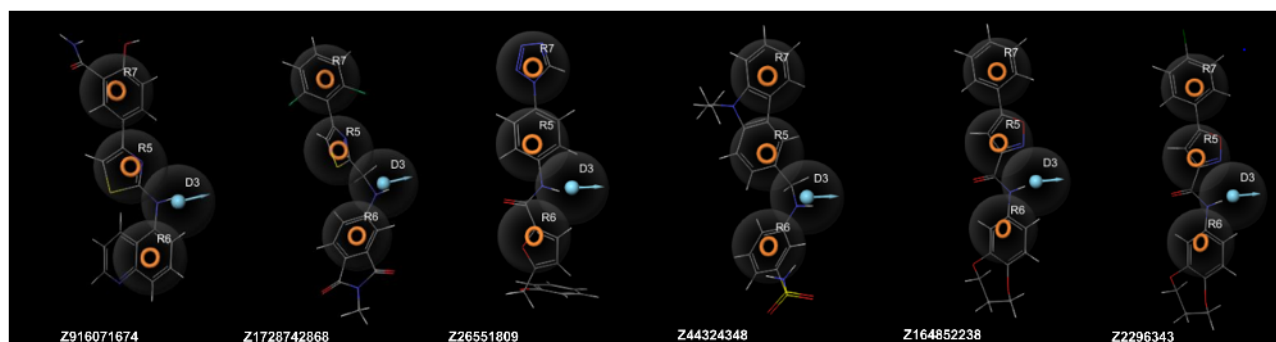 R7
R5
D3
R6
Z916071674
R7
R5
D3
R6
Z1728742868
R7
R5
D3
R6
Z26551809
R7
R5
D3
R6
Z44324348
R7
R5
D3
R6
Z164852238
R7
R5
D3
R6
Z2296343